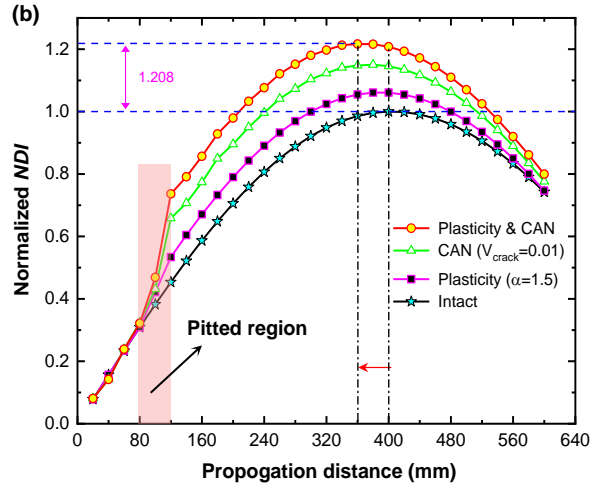 (b)
1.2
1.0
0.8
0.6
0.4
0.2
0.0
Normalized NDI
1.208
Plasticity & CAN
CAN (Vcrack=0.01)
Plasticity (α=1.5)
Intact
Pitted region
0 80 160 240 320 400 480 560 640
Propogation distance (mm)